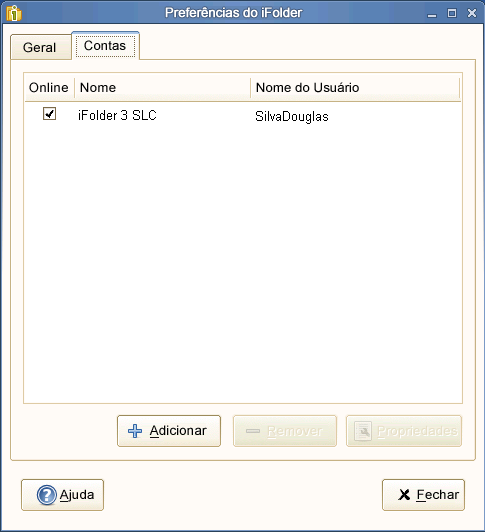 Preferências do iFolder
Geral Contas
Online Nome Nome do Usuário
iFolder 3 SLC SilvaDouglas
Adicionar Remover Propriedades
Ajuda Fechar